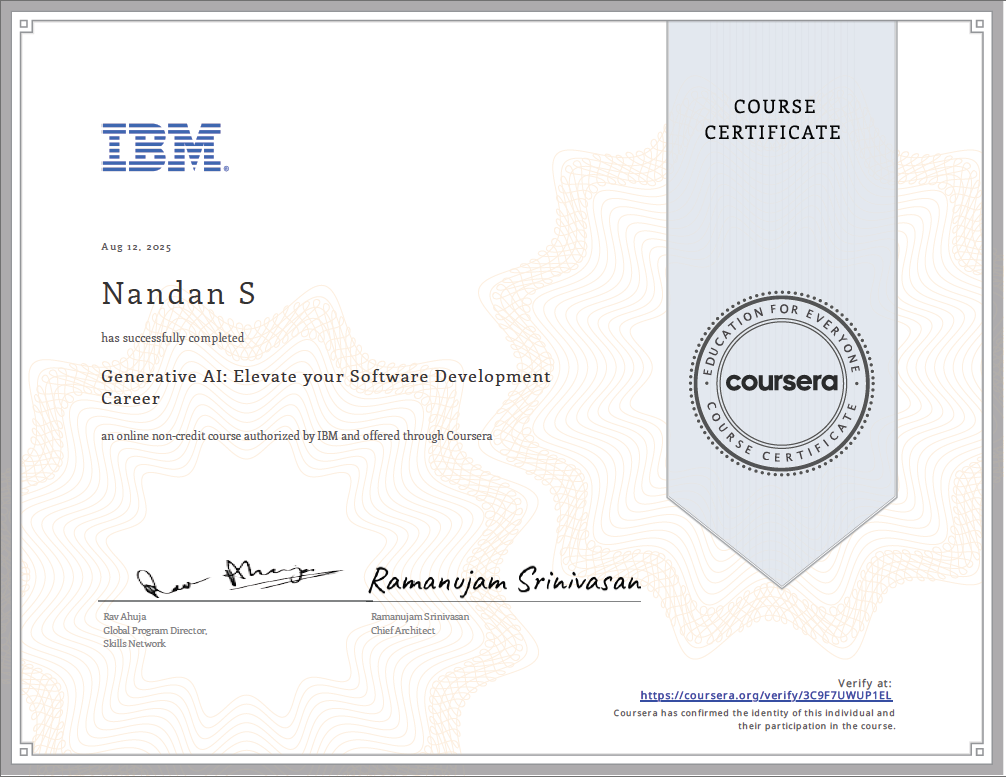 IBM®
COURSE
CERTIFICATE
Aug 12, 2025
Nandan S
has successfully completed
Generative AI: Elevate your Software Development
Career
an online non-credit course authorized by IBM and offered through Coursera
EDUCATION FOR EVERYONE
coursera
COURSE CERTIFICATE
Rav Ahuja
Ramanujam Srinivasan
Rav Ahuja
Global Program Director,
Skills Network
Ramanujam Srinivasan
Chief Architect
Verify at:
https://coursera.org/verify/3C9F7UWUP1EL
Coursera has confirmed the identity of this individual and
their participation in the course.